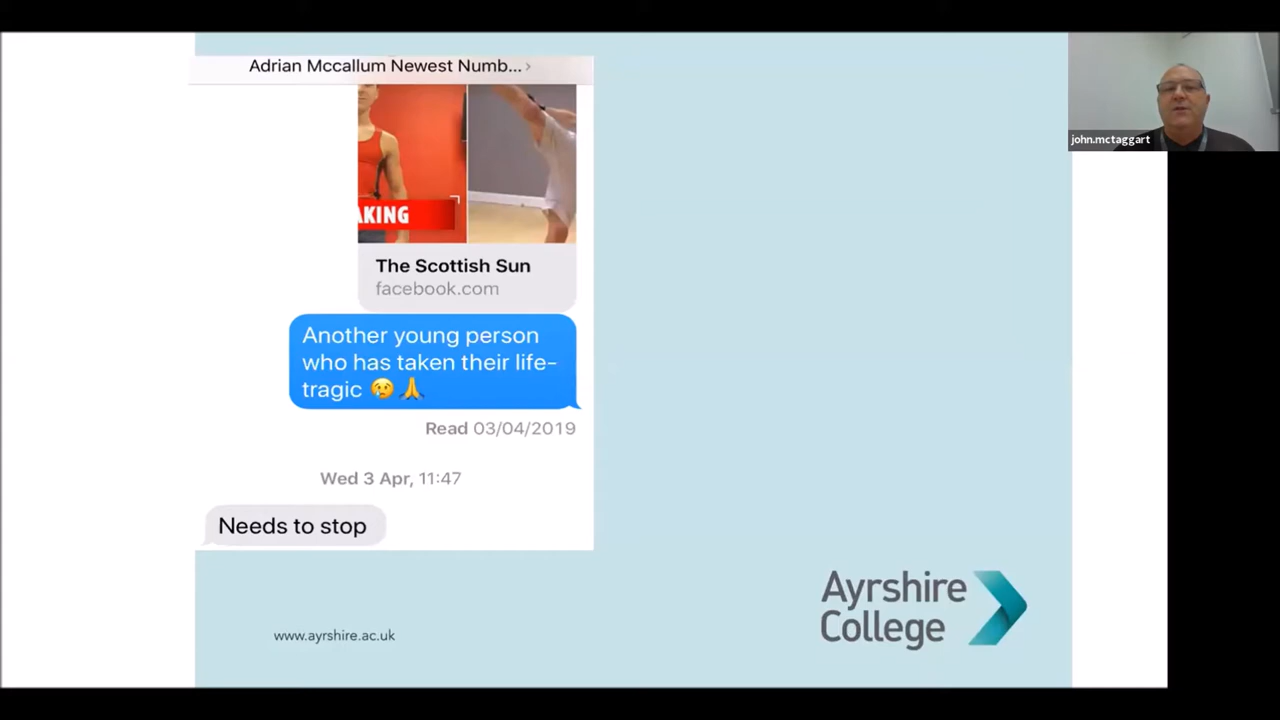 Adrian Mccallum Newest Numb... >
john.mctaggart
AKING
The Scottish Sun
facebook.com
Another young person
who has taken their life-
tragic 😢🙏
Read 03/04/2019
Wed 3 Apr, 11:47
Needs to stop
Ayrshire
College
www.ayrshire.ac.uk